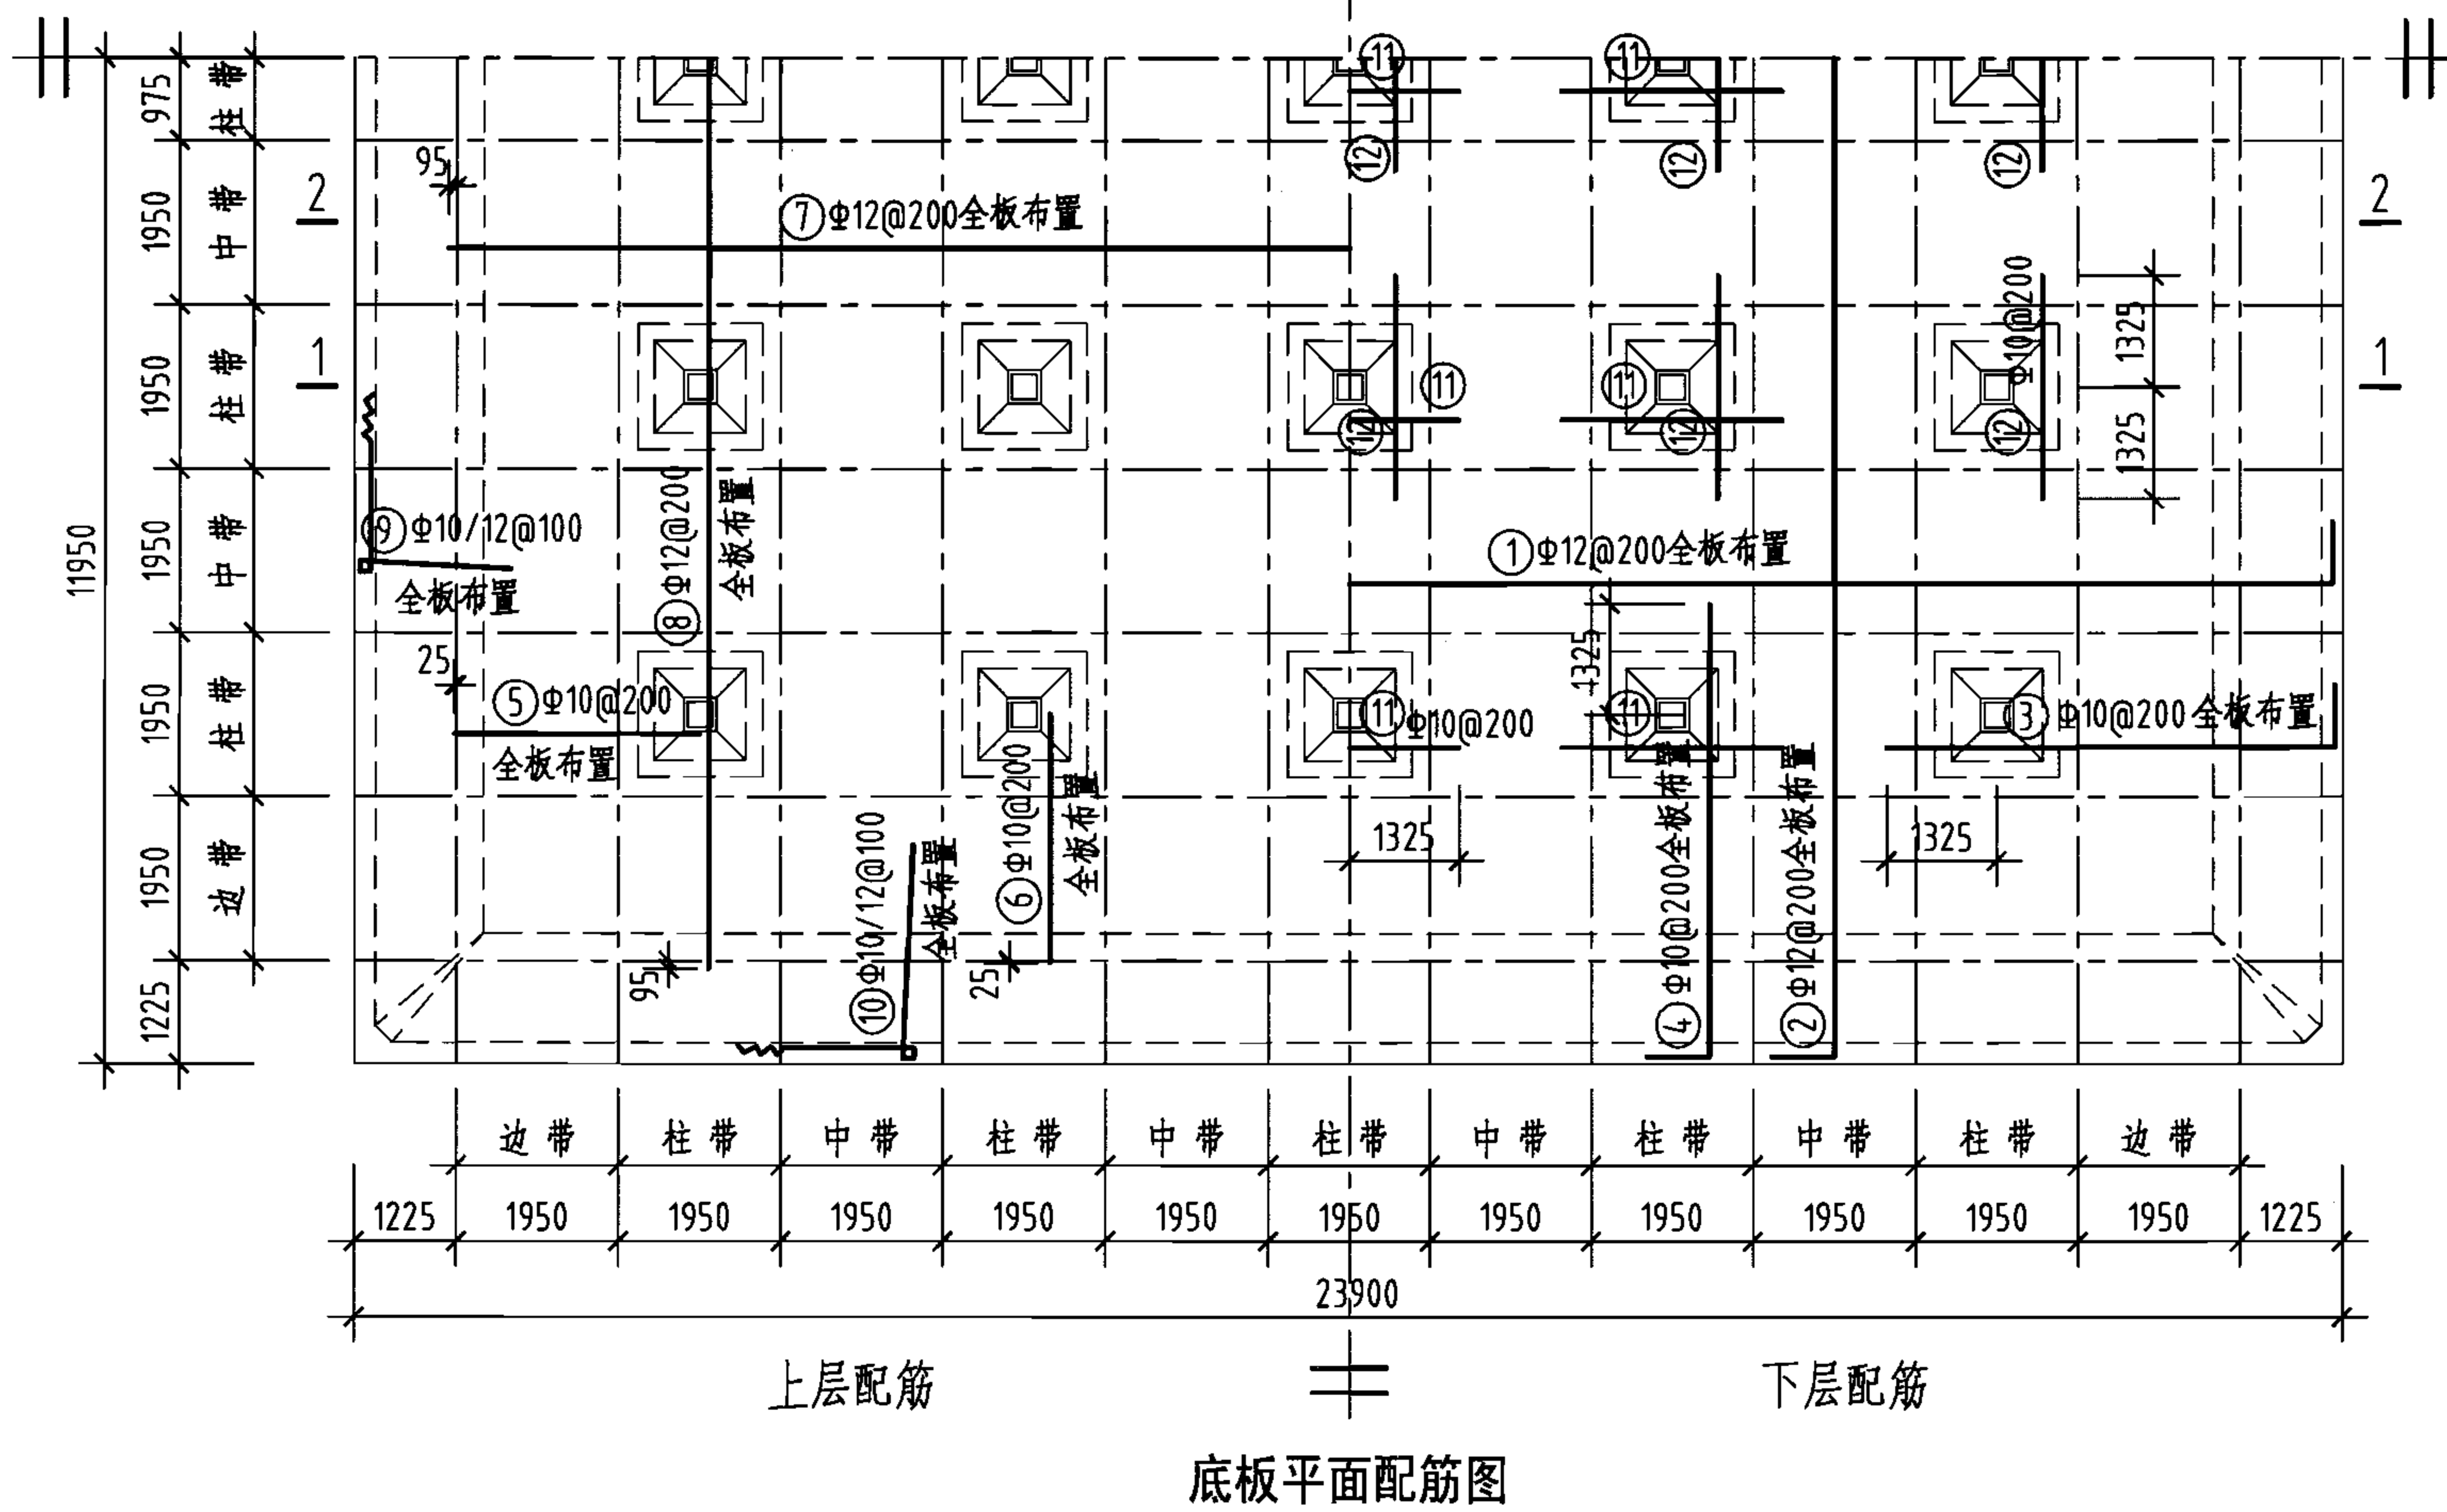 11
11
975
柱带
95
12
12
12
1950
中带
2
2
⑦Φ12@200全板布置
1950
柱带
1
1
11
11
12
12
12
Φ10@200
1325
1325
⑨Φ10/12@100
全板布置
11950
1950
中带
⑧Φ12@200
全板布置
①Φ12@200全板布置
1325
25
⑤Φ10@200
全板布置
1950
柱带
11
Φ10@200
11
③Φ10@200全板布置
1950
边带
⑥Φ10@200
全板布置
⑩Φ10/12@100
全板布置
1325
1325
④Φ10@200全板布置
②Φ12@200全板布置
95
25
1225
边带 柱带 中带 柱带 中带 柱带 中带 柱带 中带 柱带 边带
1225 1950 1950 1950 1950 1950 1950 1950 1950 1950 1950 1950 1225
23900
上层配筋
下层配筋
底板平面配筋图